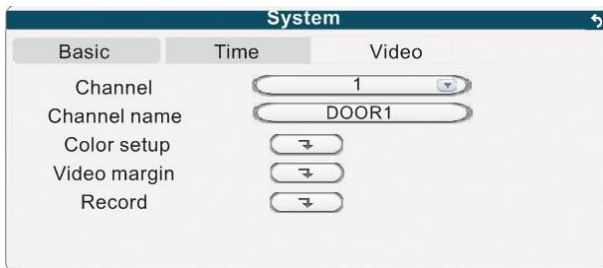 System
Basic Time Video
Channel 1
Channel name DOOR1
Color setup
Video margin
Record